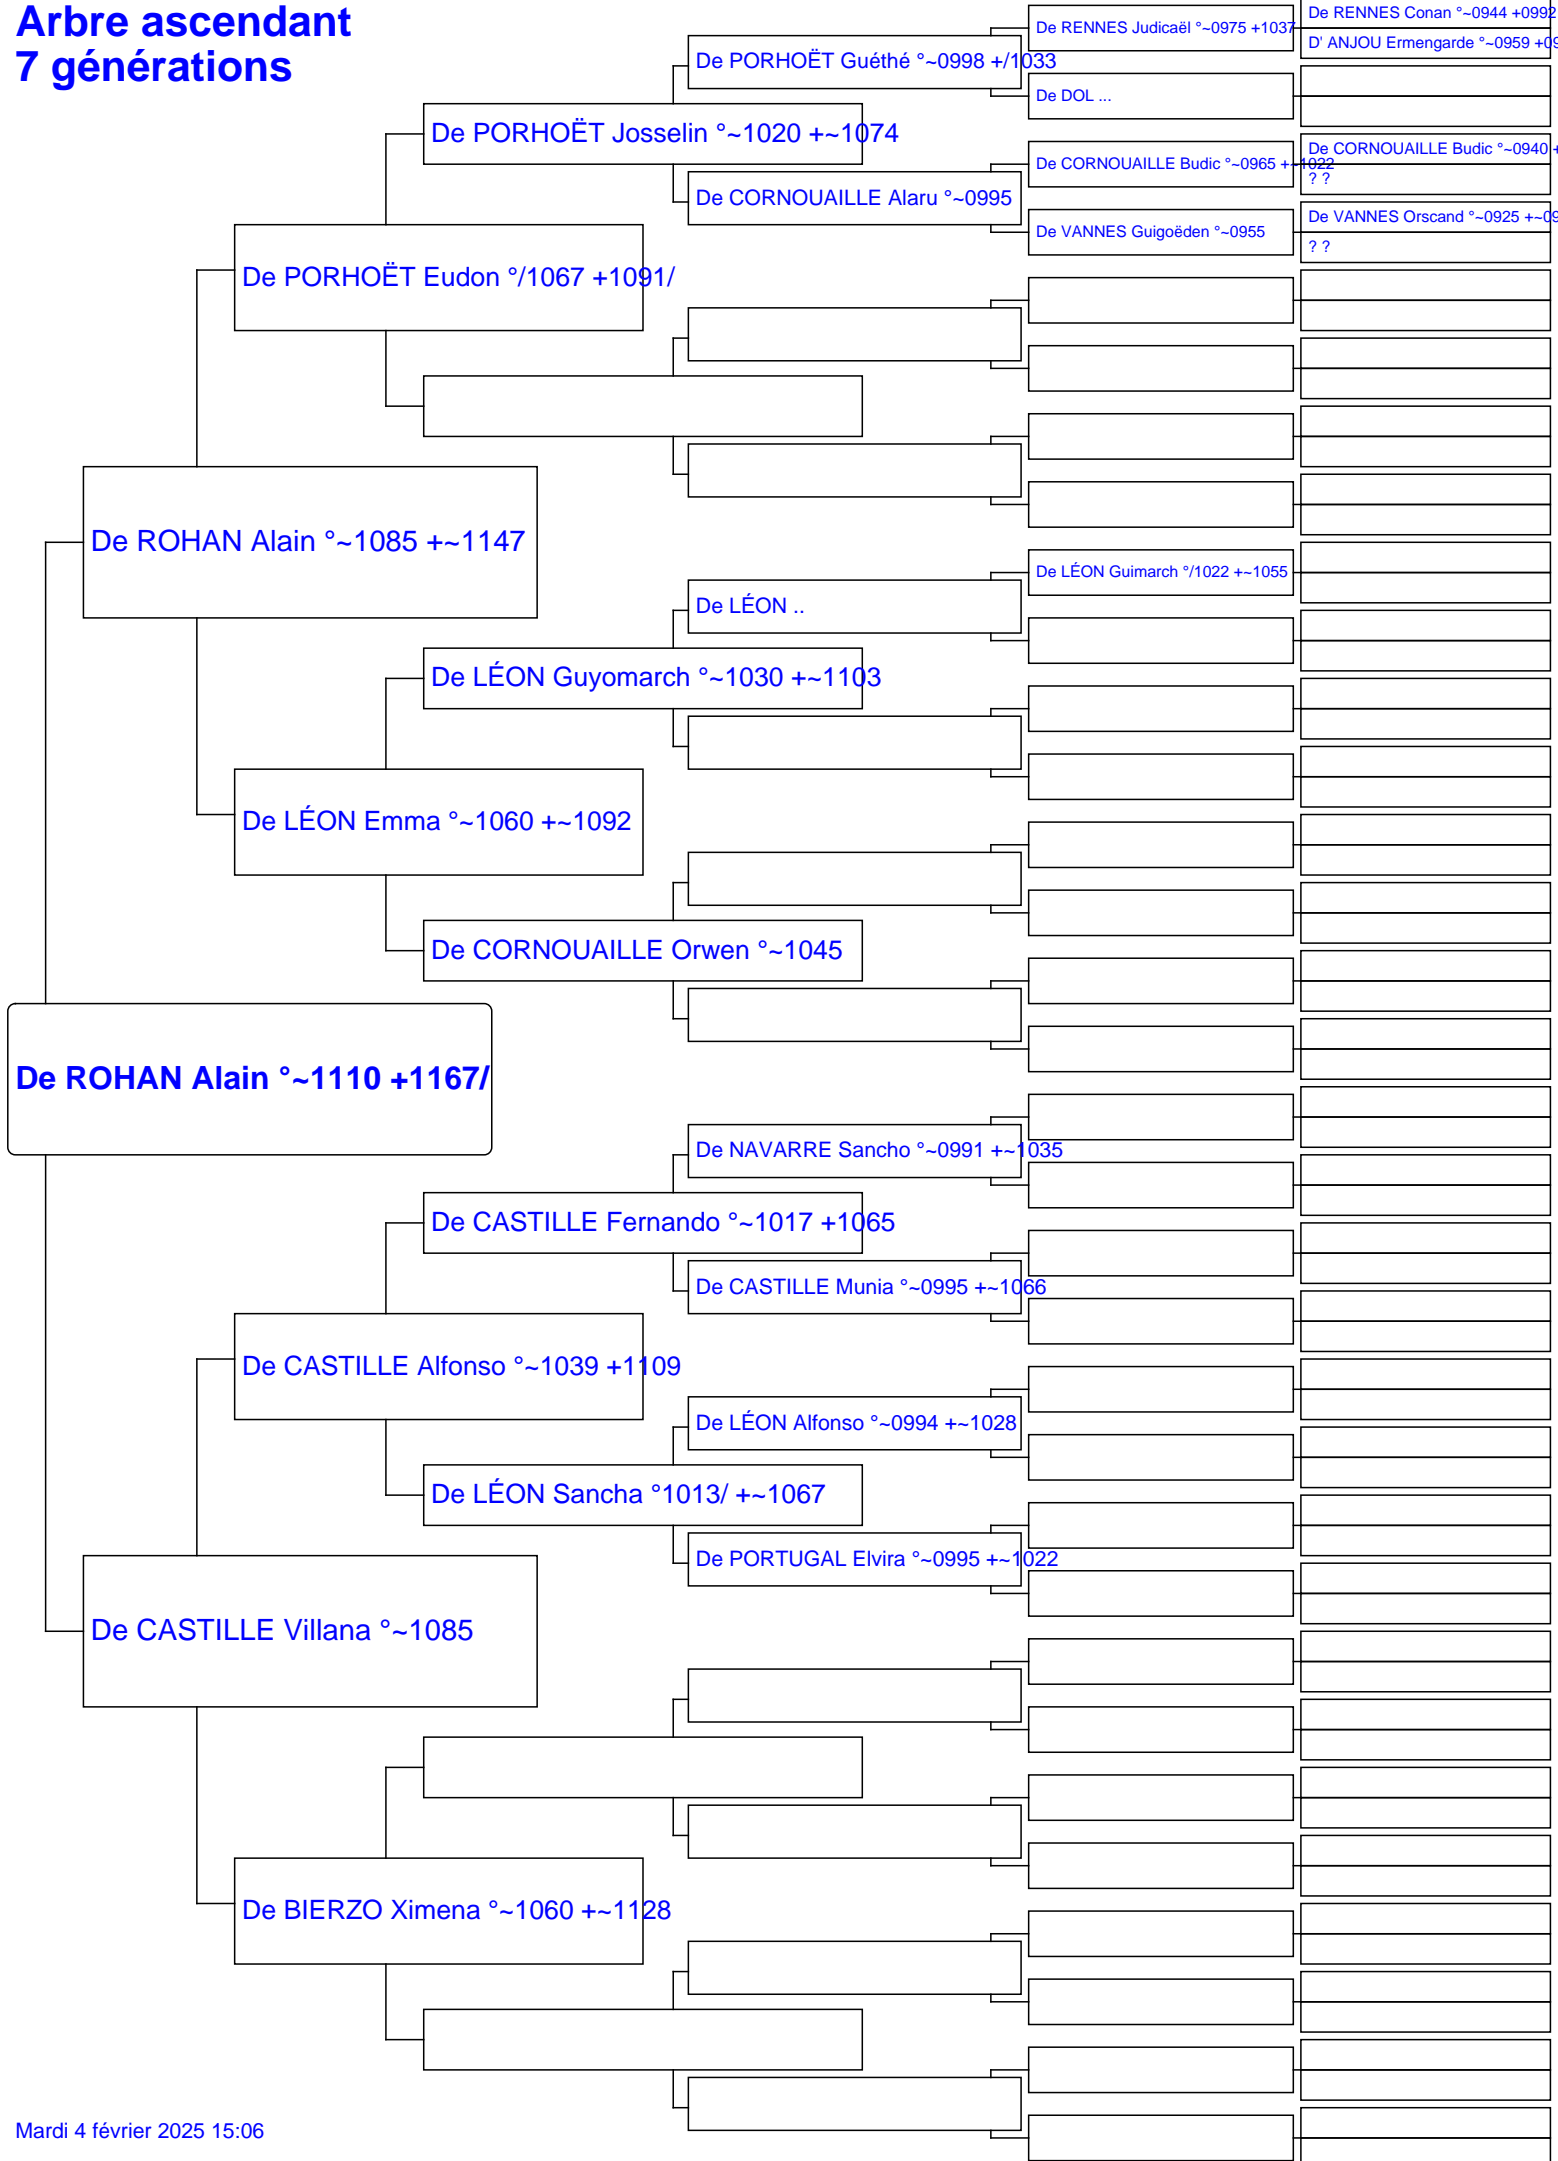 Arbre ascendant
7 générations
De RENNES Conan °~0944 +0992
De RENNES Judicaël °~0975 +1037
D' ANJOU Ermengarde °~0959 +09
De PORHOËT Guéthé °~0998 +/1033
De DOL ...
De PORHOËT Josselin °~1020 +~1074
De CORNOUAILLE Budic °~0940 +
De CORNOUAILLE Budic °~0965 +~1022
? ?
De CORNOUAILLE Alaru °~0995
De VANNES Orscand °~0925 +~09
De VANNES Guigoëden °~0955
? ?
De PORHOËT Eudon °/1067 +1091/
De ROHAN Alain °~1085 +~1147
De LÉON Guimarch °/1022 +~1055
De LÉON ..
De LÉON Guyomarch °~1030 +~1103
De LÉON Emma °~1060 +~1092
De CORNOUAILLE Orwen °~1045
De ROHAN Alain °~1110 +1167/
De NAVARRE Sancho °~0991 +~1035
De CASTILLE Fernando °~1017 +1065
De CASTILLE Munia °~0995 +~1066
De CASTILLE Alfonso °~1039 +1109
De LÉON Alfonso °~0994 +~1028
De LÉON Sancha °1013/ +~1067
De PORTUGAL Elvira °~0995 +~1022
De CASTILLE Villana °~1085
De BIERZO Ximena °~1060 +~1128
Mardi 4 février 2025 15:06